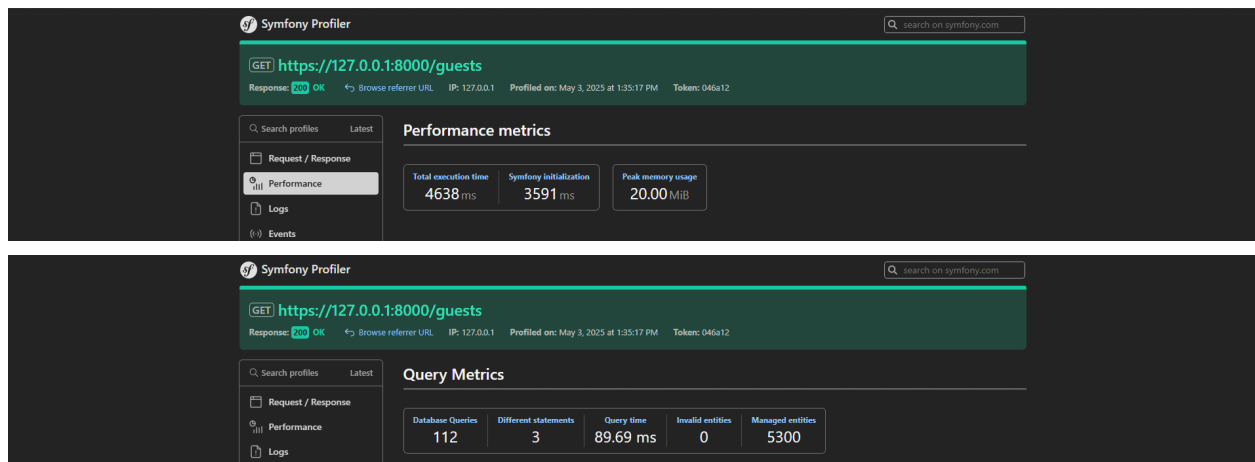 Symfony Profiler search on symfony.com
GET https://127.0.0.1:8000/guests
Response: 200 OK Browse referrer URL IP: 127.0.0.1 Profiled on: May 3, 2025 at 1:35:17 PM Token: 046a12
Search profiles Latest
Performance metrics
Request / Response
Performance
Logs
Events
Total execution time Symfony initialization Peak memory usage
4638 ms 3591 ms 20.00 MiB
Symfony Profiler search on symfony.com
GET https://127.0.0.1:8000/guests
Response: 200 OK Browse referrer URL IP: 127.0.0.1 Profiled on: May 3, 2025 at 1:35:17 PM Token: 046a12
Search profiles Latest
Query Metrics
Request / Response
Performance
Logs
Database Queries Different statements Query time Invalid entities Managed entities
112 3 89.69 ms 0 5300